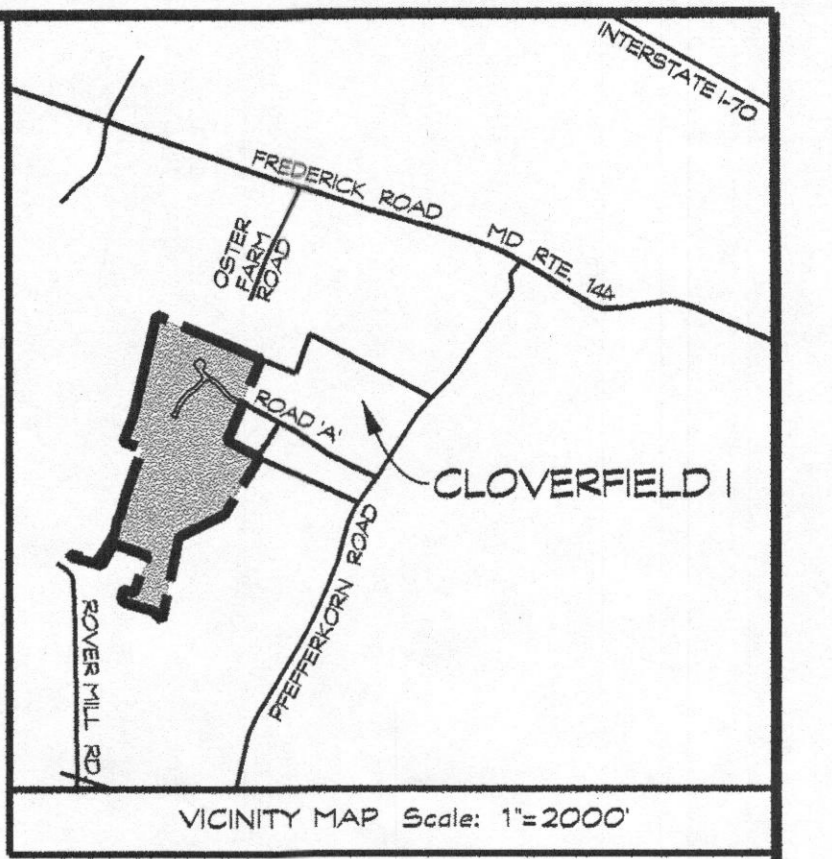 INTERSTATE I-70
FREDERICK ROAD MD RTE. 144
OSTER
FARM
ROAD
ROAD 'A'
CLOVERFIELD I
PFEFFERKORN ROAD
ROVER MILL RD
VICINITY MAP Scale: 1"=2000'